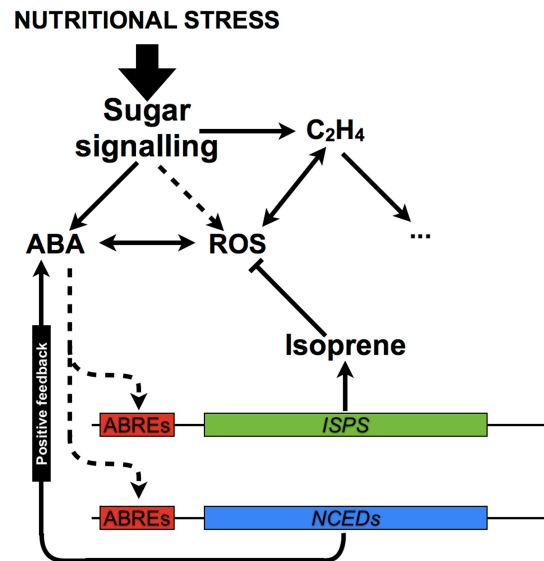 NUTRITIONAL STRESS
Sugar
signalling
C₂H₄
ABA
ROS
...
Isoprene
Positive feedback
ABREs
ISPS
ABREs
NCEDs